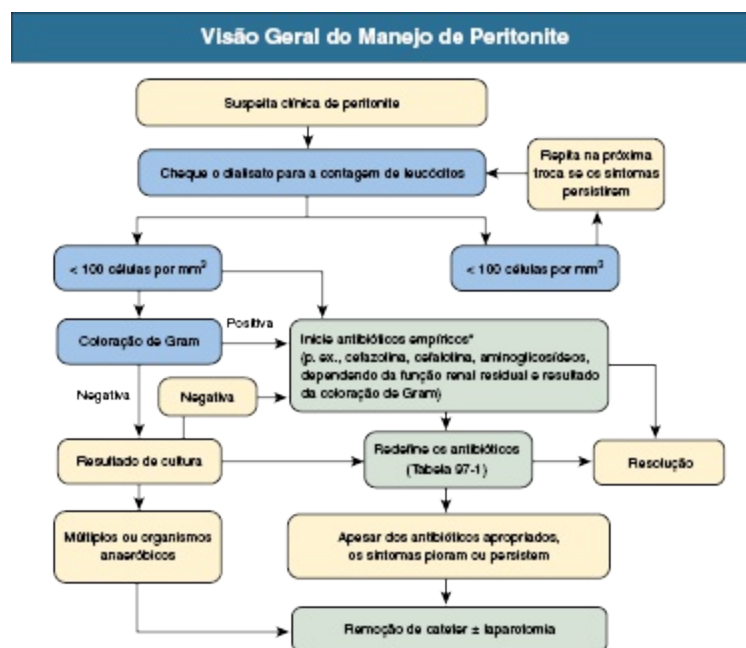 Visão Geral do Manejo de Peritonite
Suspeita clínica de peritonite
Cheque o dialisato para a contagem de leucócitos
Repita na próxima
troca se os sintomas
persistirem
< 100 células por mm³
< 100 células por mm³
Coloração de Gram
Positiva
Inicie antibióticos empíricos*
(p. ex., cefazolina, cefalotina, aminoglicosídeos,
dependendo da função renal residual e resultado
da coloração de Gram)
Negativa
Negativa
Resultado de cultura
Redefine os antibióticos
(Tabela 97-1)
Resolução
Múltiplos ou organismos
anaeróbicos
Apesar dos antibióticos apropriados,
os sintomas pioram ou persistem
Remoção de cateter ± laparotomia